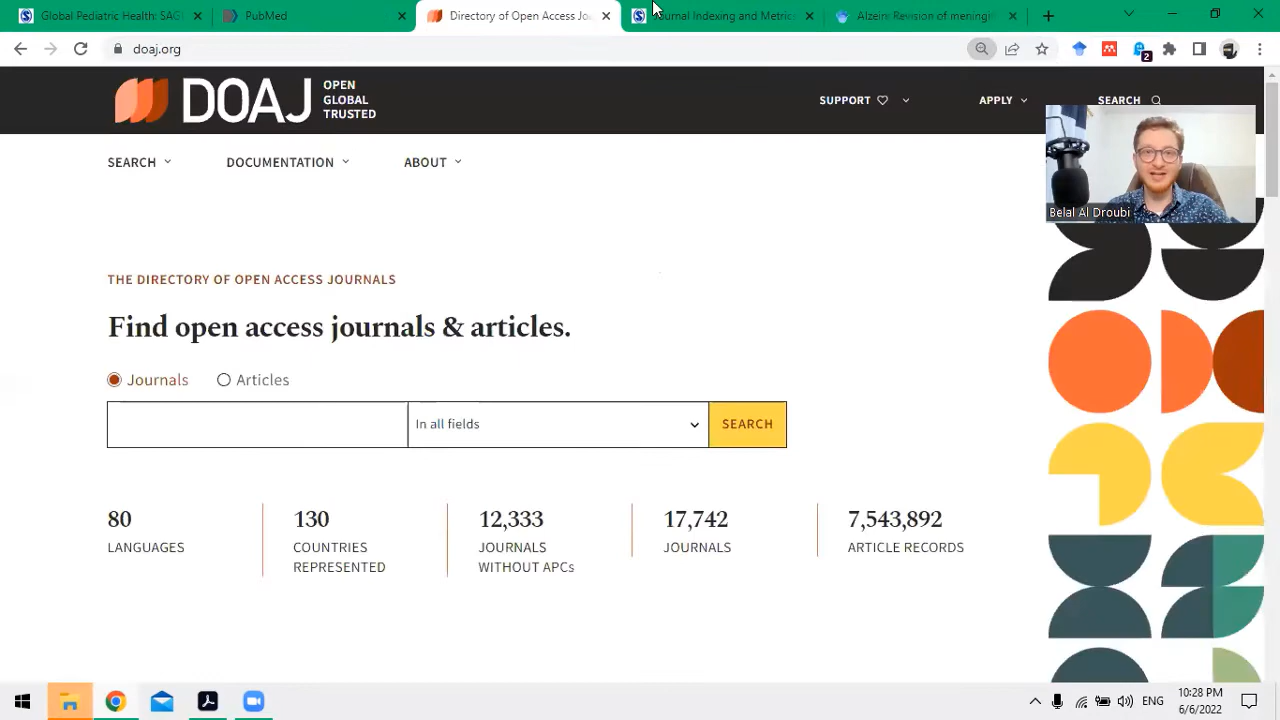 Global Pediatric Health: SAG
PubMed
Directory of Open Access Jo
Journal Indexing and Metrics
Alzein: Revision of meningi
doaj.org
2
DOAJ
OPEN
GLOBAL
TRUSTED
SUPPORT
APPLY
SEARCH
SEARCH
DOCUMENTATION
ABOUT
Belal Al Droubi
THE DIRECTORY OF OPEN ACCESS JOURNALS
Find open access journals & articles.
Journals
Articles
In all fields
SEARCH
80
LANGUAGES
130
COUNTRIES
REPRESENTED
12,333
JOURNALS
WITHOUT APCs
17,742
JOURNALS
7,543,892
ARTICLE RECORDS
ENG
10:28 PM
6/6/2022